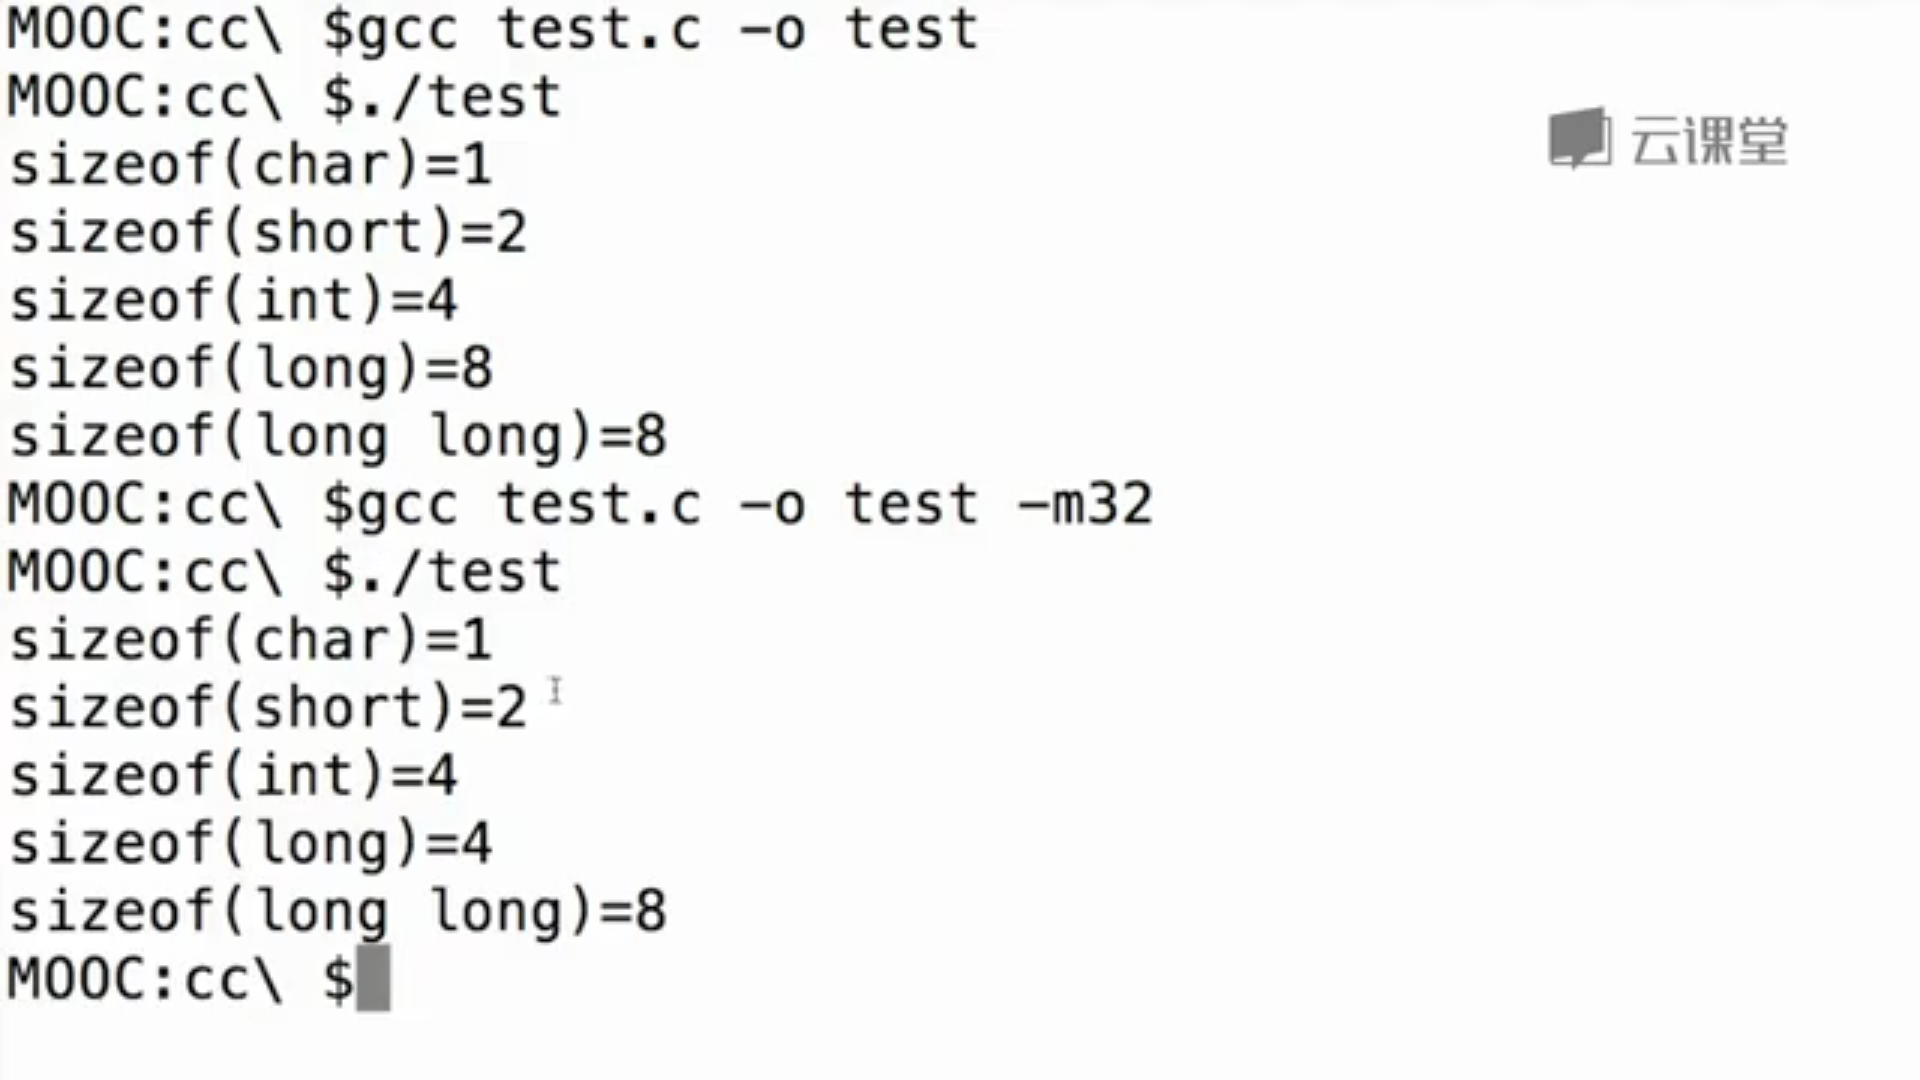 MOOC:cc\ $gcc test.c -o test
MOOC:cc\ $./test
云课堂
sizeof(char)=1
sizeof(short)=2
sizeof(int)=4
sizeof(long)=8
sizeof(long long)=8
MOOC:cc\ $gcc test.c -o test -m32
MOOC:cc\ $./test
sizeof(char)=1
sizeof(short)=2
sizeof(int)=4
sizeof(long)=4
sizeof(long long)=8
MOOC:cc\ $